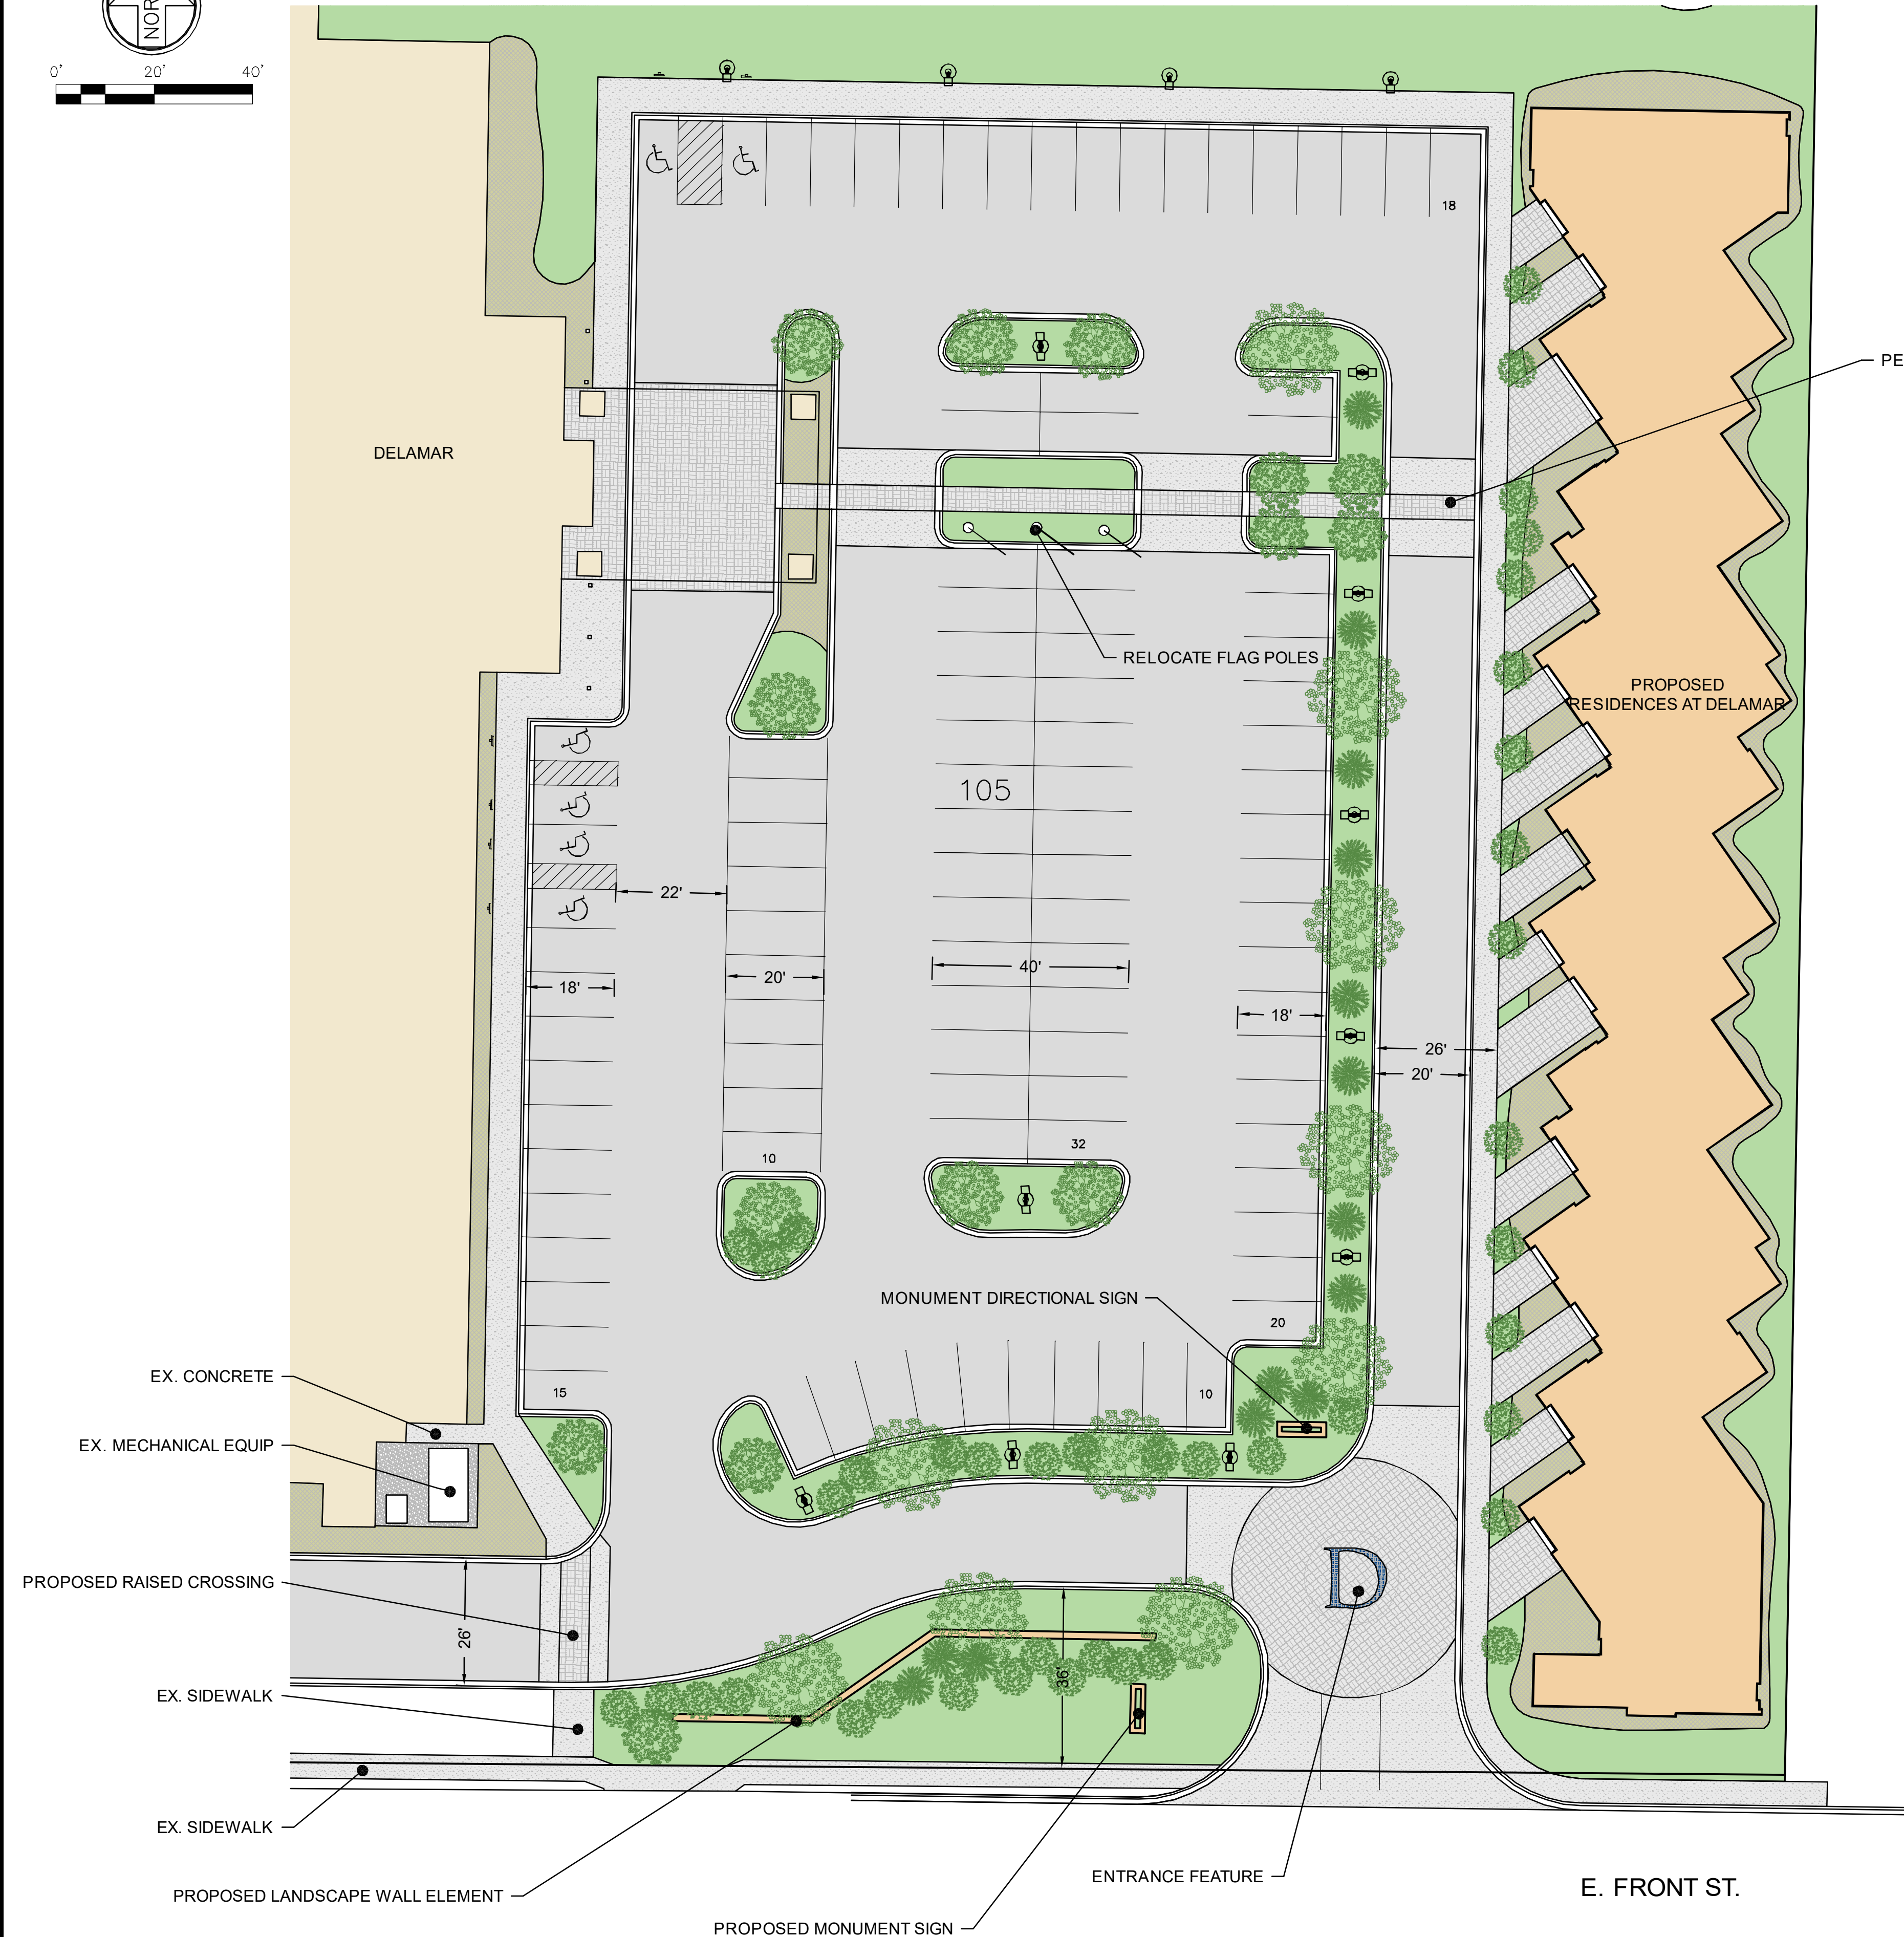 NOR
0' 20' 40'
18
DELAMAR
PE
RELOCATE FLAG POLES
PROPOSED
RESIDENCES AT DELAMAR
105
22'
20'
40'
18'
18'
26'
20'
32
10
MONUMENT DIRECTIONAL SIGN
20
EX. CONCRETE
15
10
EX. MECHANICAL EQUIP
D
PROPOSED RAISED CROSSING
26'
36'
EX. SIDEWALK
EX. SIDEWALK
ENTRANCE FEATURE
E. FRONT ST.
PROPOSED LANDSCAPE WALL ELEMENT
PROPOSED MONUMENT SIGN